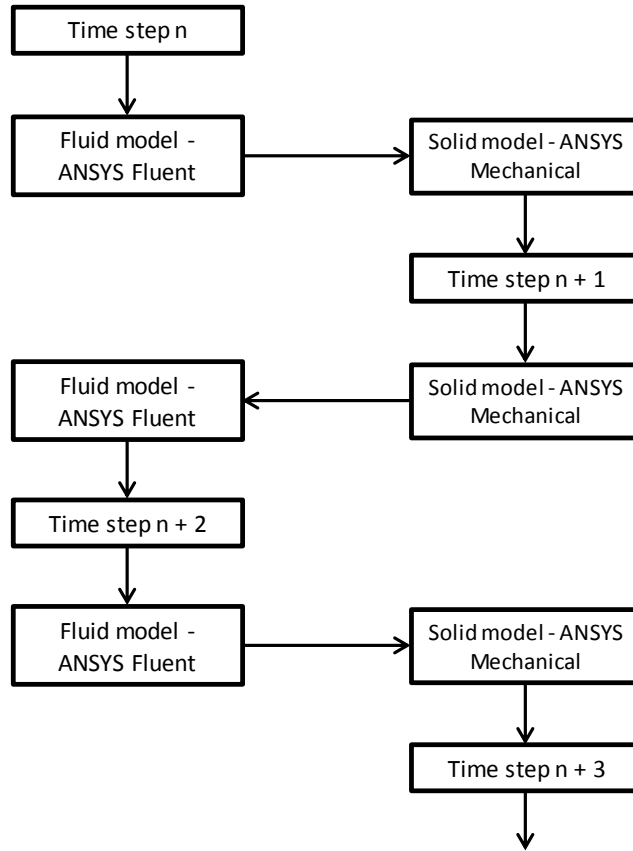 Time step n
Fluid model -
ANSYS Fluent
Solid model - ANSYS
Mechanical
Time step n + 1
Fluid model -
ANSYS Fluent
Solid model - ANSYS
Mechanical
Time step n + 2
Fluid model -
ANSYS Fluent
Solid model - ANSYS
Mechanical
Time step n + 3